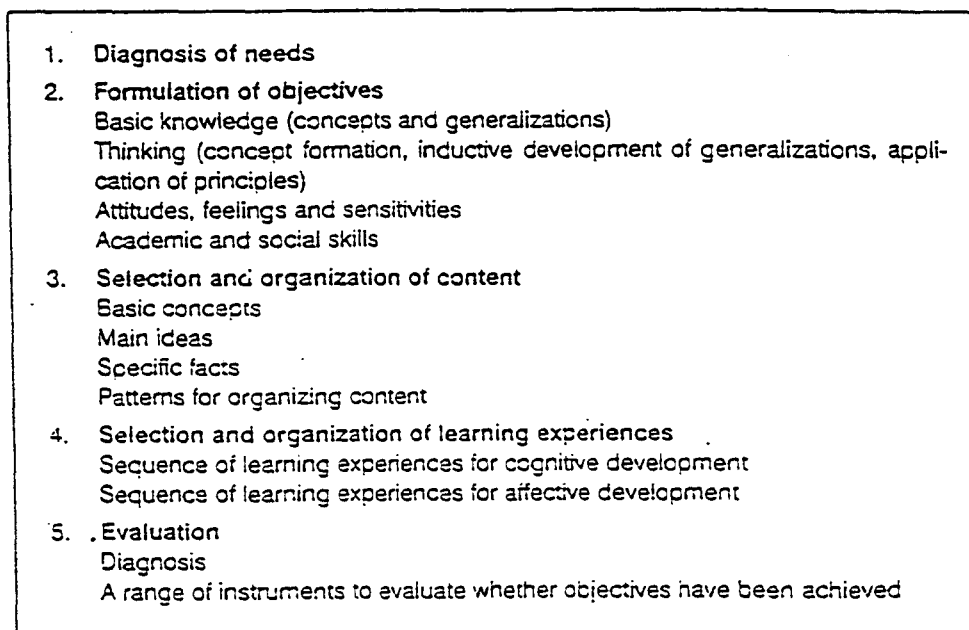 1. Diagnosis of needs
2. Formulation of objectives
Basic knowledge (concepts and generalizations)
Thinking (concept formation, inductive development of generalizations, appli-
cation of principles)
Attitudes, feelings and sensitivities
Academic and social skills
3. Selection and organization of content
Basic concepts
Main ideas
Specific facts
Patterns for organizing content
4. Selection and organization of learning experiences
Sequence of learning experiences for cognitive development
Sequence of learning experiences for affective development
5. Evaluation
Diagnosis
A range of instruments to evaluate whether objectives have been achieved